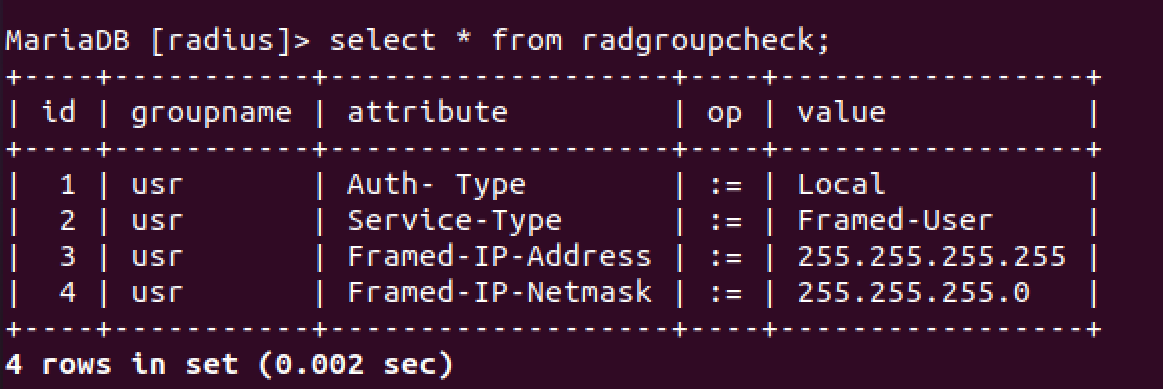 MariaDB [radius]> select * from radgroupcheck;
+----+-----------+-------------------+----+-----------------+
| id | groupname | attribute         | op | value           |
+----+-----------+-------------------+----+-----------------+
|  1 | usr       | Auth- Type        | := | Local           |
|  2 | usr       | Service-Type      | := | Framed-User     |
|  3 | usr       | Framed-IP-Address | := | 255.255.255.255 |
|  4 | usr       | Framed-IP-Netmask | := | 255.255.255.0   |
+----+-----------+-------------------+----+-----------------+
4 rows in set (0.002 sec)